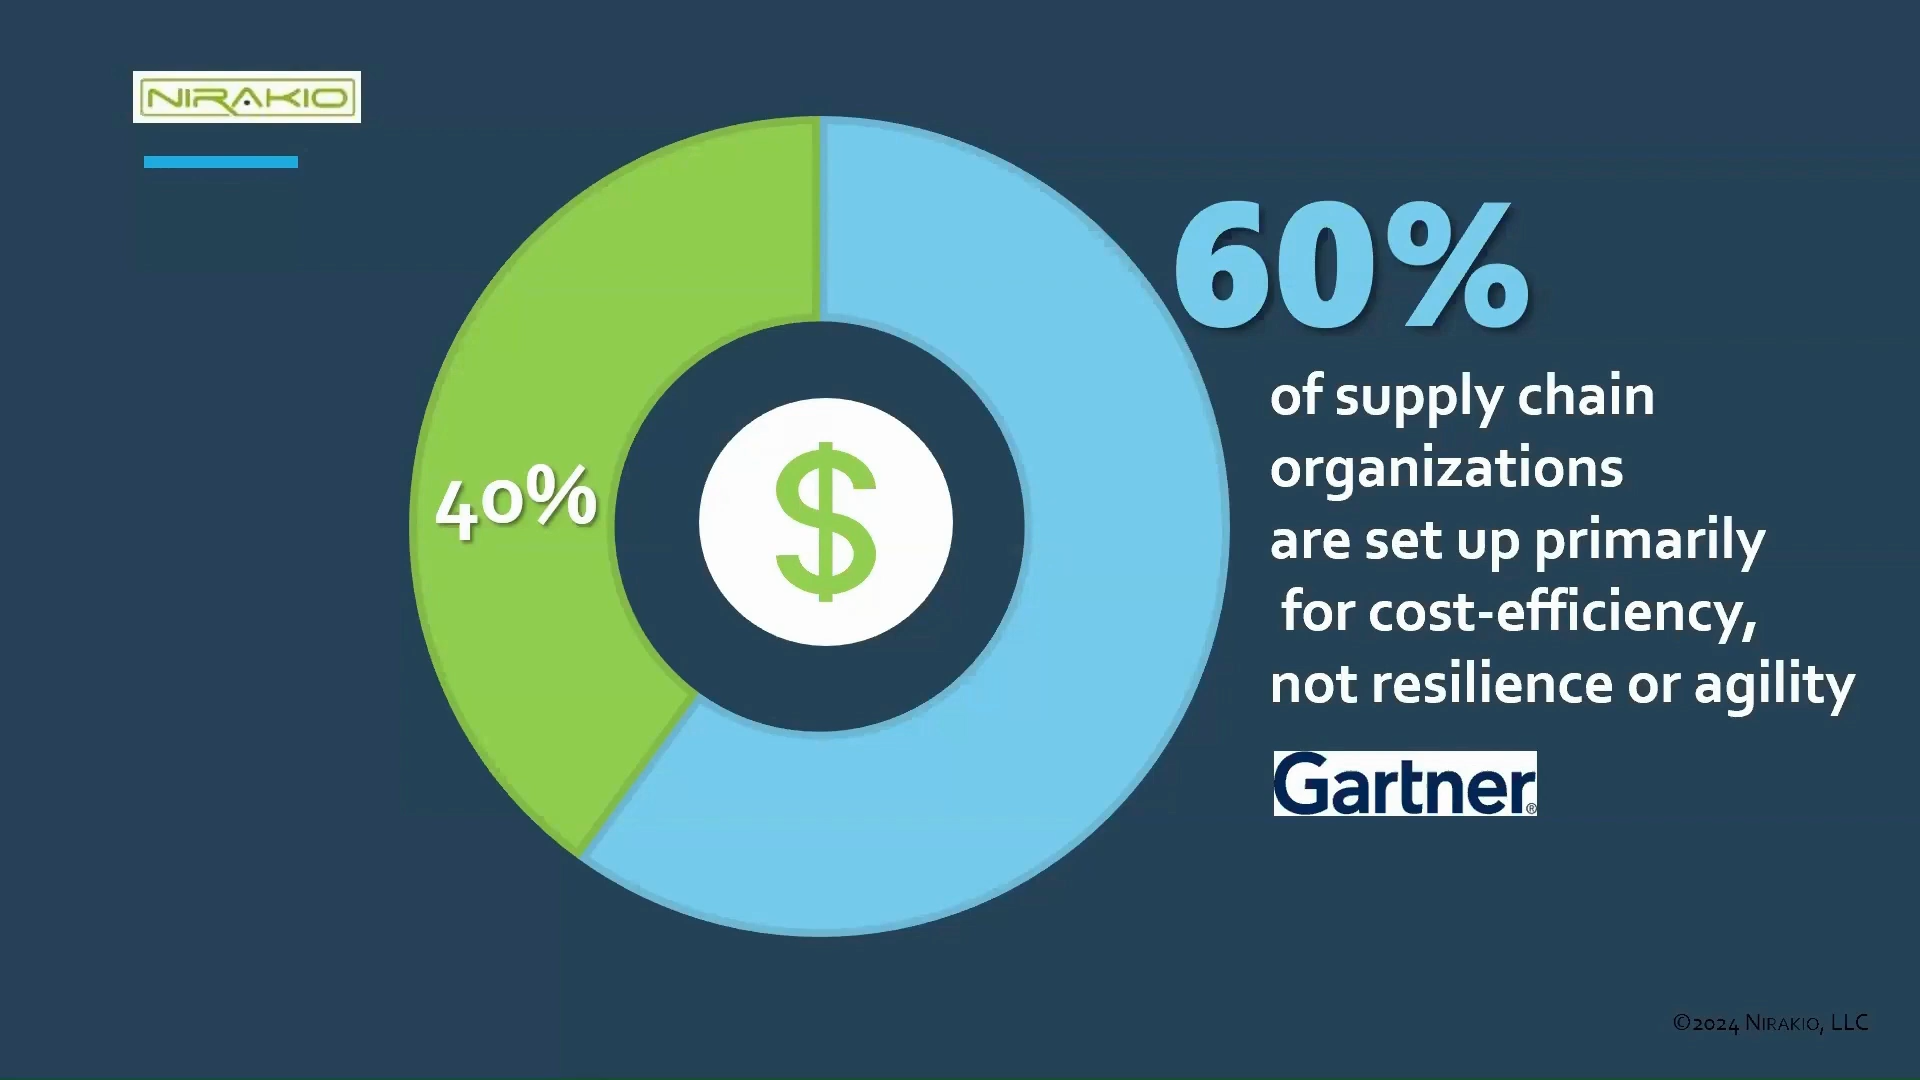 NIRAKIO
60%
of supply chain
organizations
are set up primarily
for cost-efficiency,
not resilience or agility
40%
$
Gartner®
©2024 NIRAKIO, LLC